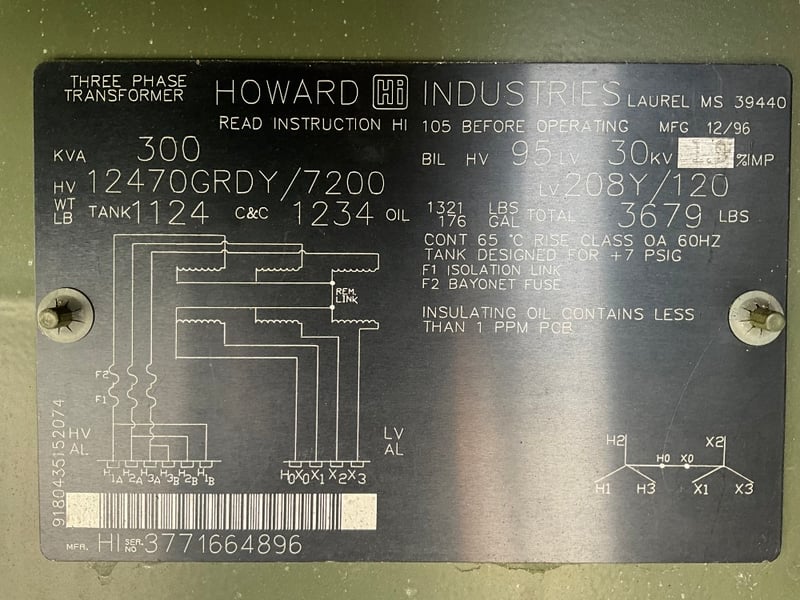 THREE PHASE TRANSFORMER HOWARD Hi INDUSTRIES LAUREL MS 39440
READ INSTRUCTION HI 105 BEFORE OPERATING MFG 12/96
KVA 300 BIL HV 95 LV 30KV %IMP
HV 12470GRDY/7200 LV 208Y/120
WT LB TANK 1124 C&C 1234 OIL 1321 LBS 176 GAL TOTAL 3679 LBS
CONT 65 °C RISE CLASS OA 60HZ
TANK DESIGNED FOR +7 PSIG
F1 ISOLATION LINK
F2 BAYONET FUSE
INSULATING OIL CONTAINS LESS
THAN 1 PPM PCB
REM.
LINK
F2
F1
HV
AL
LV
AL
H1A H2A H3A H3B H2B H1B H0X0 X1 X2 X3
H2 X2
H0 X0
H1 H3 X1 X3
9180435152074
MFR. HI SER. NO 3771664896